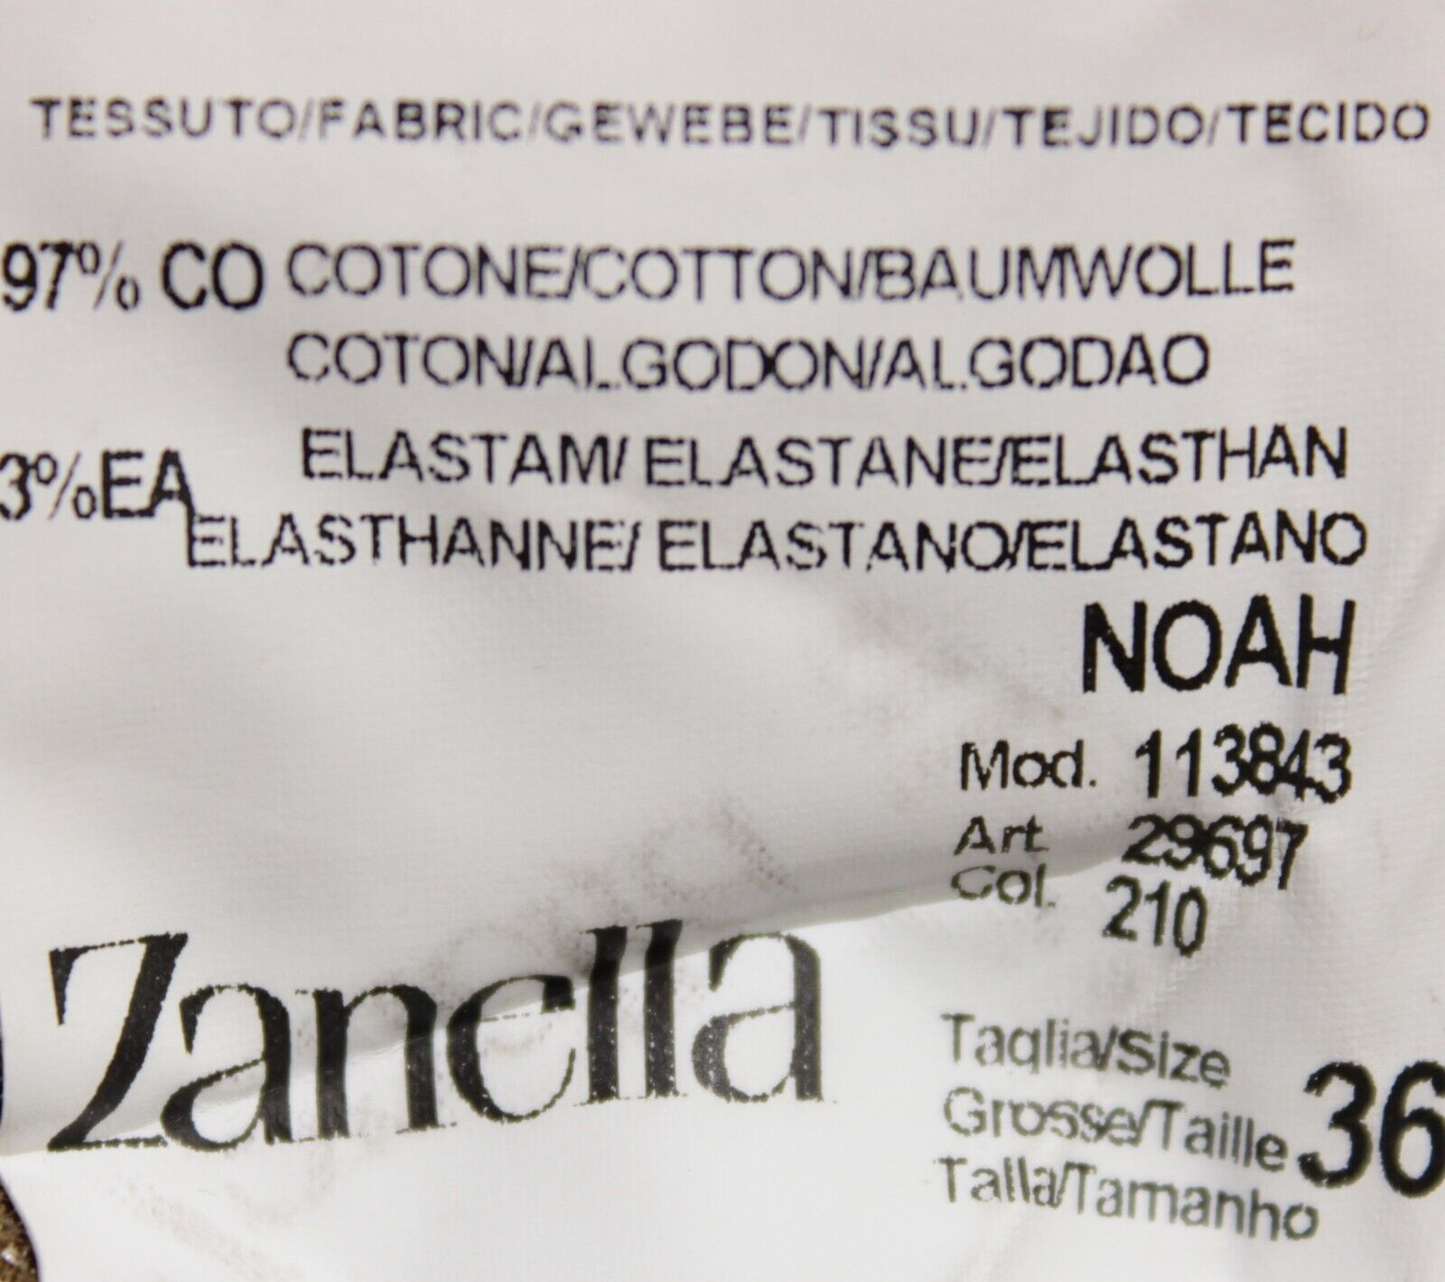 TESSUTO/FABRIC/GEWEBE/TISSU/TEJIDO/TECIDO
97% CO COTONE/COTTON/BAUMWOLLE
COTON/ALGODON/ALGODAO
3%EA ELASTAM/ ELASTANE/ELASTHAN
ELASTHANNE/ ELASTANO/ELASTANO
NOAH
Mod. 113843
Art. 29697
Col. 210
Zanella
Taglia/Size
Grosse/Taille 36
Talla/Tamanho